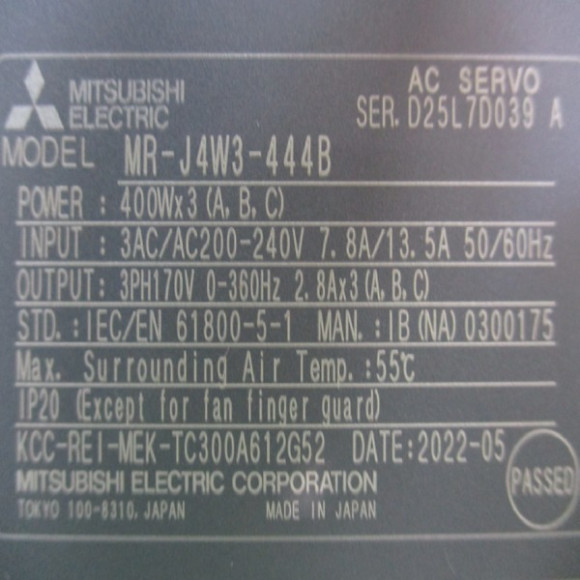 MITSUBISHI
ELECTRIC
AC SERVO
SER. D25L7D039 A
MODEL MR-J4W3-444B
POWER : 400Wx3 (A, B, C)
INPUT : 3AC/AC200-240V 7.8A/13.5A 50/60Hz
OUTPUT: 3PH170V 0-360Hz 2.8Ax3(A, B, C)
STD. : IEC/EN 61800-5-1 MAN. : IB(NA)0300175
Max. Surrounding Air Temp. :55℃
IP20 (Except for fan finger guard)
KCC-REI-MEK-TC300A612G52 DATE:2022-05
MITSUBISHI ELECTRIC CORPORATION
TOKYO 100-8310, JAPAN MADE IN JAPAN
PASSED